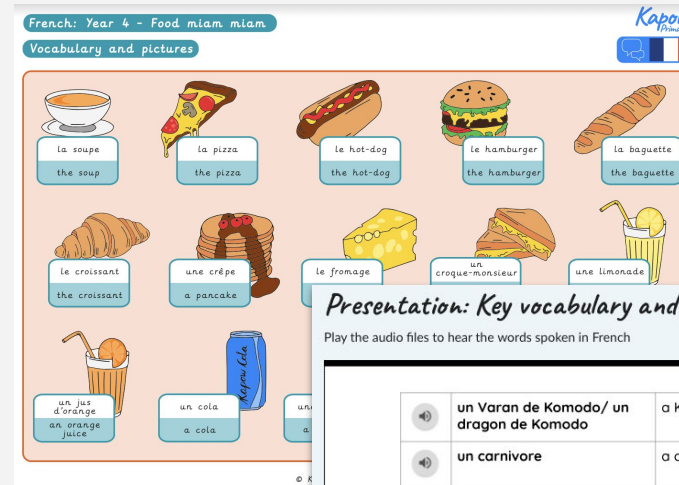 French: Year 4 - Food miam miam
Vocabulary and pictures
Kapow
Prim
la soupe
the soup
la pizza
the pizza
le hot-dog
the hot-dog
le hamburger
the hamburger
la baguette
the baguette
le croissant
the croissant
une crêpe
a pancake
le fromage
un
croque-monsieur
une limonade
un jus
d'orange
an orange
juice
Kapow Cola
un cola
a cola
un
a
©
Presentation: Key vocabulary and
Play the audio files to hear the words spoken in French
un Varan de Komodo/ un
dragon de Komodo
a
un carnivore
a